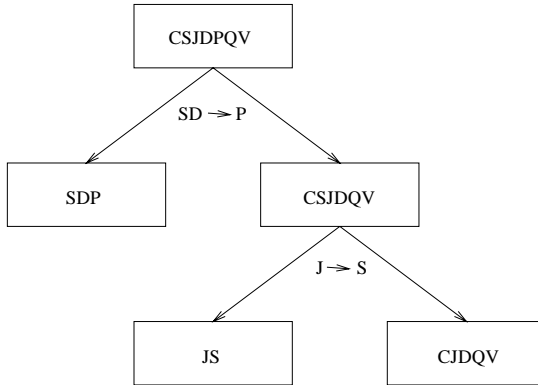 CSJDPQV
SD → P
SDP
CSJDQV
J → S
JS
CJDQV